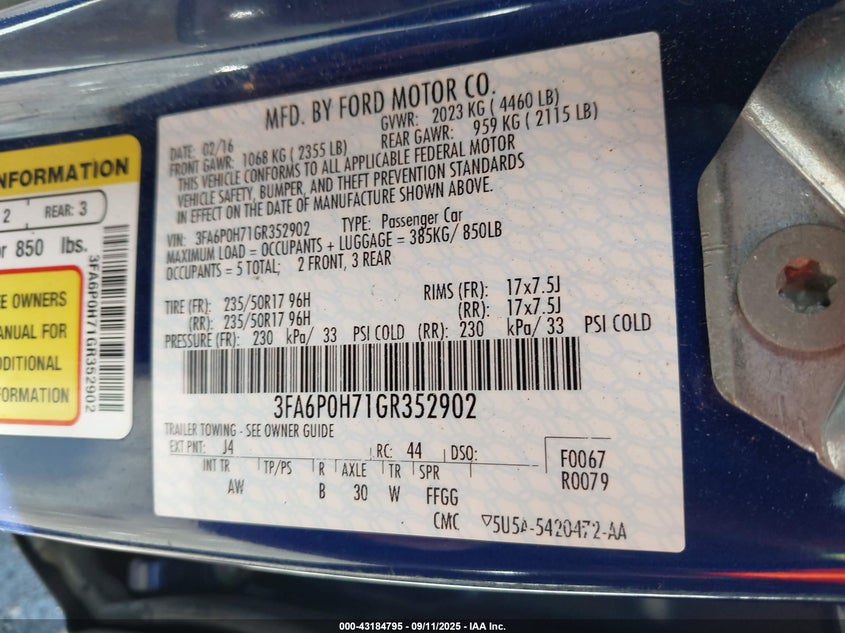 MFD. BY FORD MOTOR CO.
DATE: 02/16 GVWR: 2023 KG ( 4460 LB)
FRONT GAWR: 1068 KG ( 2355 LB) REAR GAWR: 959 KG ( 2115 LB)
THIS VEHICLE CONFORMS TO ALL APPLICABLE FEDERAL MOTOR
VEHICLE SAFETY, BUMPER, AND THEFT PREVENTION STANDARDS
IN EFFECT ON THE DATE OF MANUFACTURE SHOWN ABOVE.
VIN: 3FA6P0H71GR352902 TYPE: Passenger Car
MAXIMUM LOAD = OCCUPANTS + LUGGAGE = 385KG/ 850LB
OCCUPANTS = 5 TOTAL; 2 FRONT, 3 REAR
TIRE (FR): 235/50R17 96H RIMS (FR): 17x7.5J
(RR): 235/50R17 96H (RR): 17x7.5J
PRESSURE (FR): 230 kPa/ 33 PSI COLD (RR): 230 kPa/ 33 PSI COLD
3FA6P0H71GR352902
TRAILER TOWING - SEE OWNER GUIDE
EXT PNT: J4 RC: 44 DSO: F0067
R0079
INT TR TP/PS R AXLE TR SPR
AW B 30 W FFGG
CMC ▽5U5A-5420472-AA
INFORMATION
2 REAR: 3
or 850 lbs.
OWNERS
MANUAL FOR
3FA6P0H71GR352902
000-43184795 - 09/11/2025 - IAA Inc.